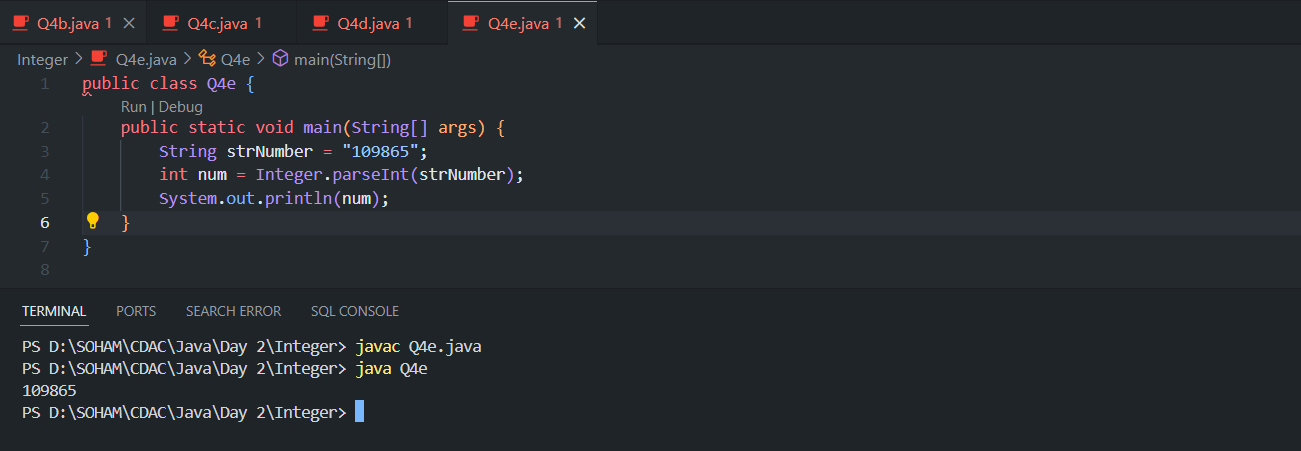 Q4b.java 1 Q4c.java 1 Q4d.java 1 Q4e.java 1
Integer > Q4e.java > Q4e > main(String[])
1 public class Q4e {
Run | Debug
2 public static void main(String[] args) {
3 String strNumber = "109865";
4 int num = Integer.parseInt(strNumber);
5 System.out.println(num);
6 }
7 }
8
TERMINAL PORTS SEARCH ERROR SQL CONSOLE
PS D:\SOHAM\CDAC\Java\Day 2\Integer> javac Q4e.java
PS D:\SOHAM\CDAC\Java\Day 2\Integer> java Q4e
109865
PS D:\SOHAM\CDAC\Java\Day 2\Integer>